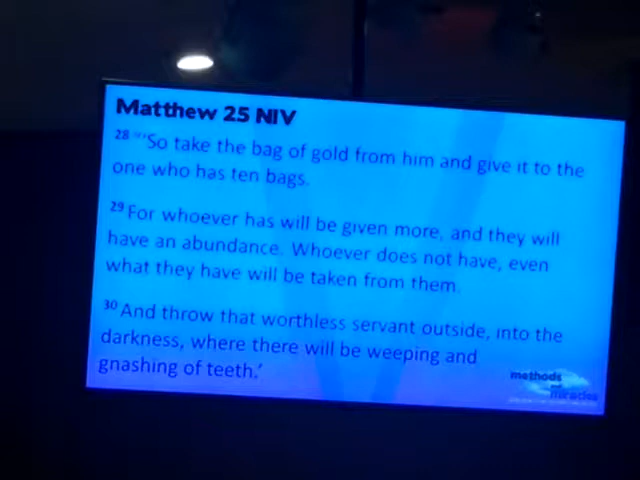 Matthew 25 NIV
28 "'So take the bag of gold from him and give it to the
one who has ten bags.
29 For whoever has will be given more, and they will
have an abundance. Whoever does not have, even
what they have will be taken from them.
30 And throw that worthless servant outside, into the
darkness, where there will be weeping and
gnashing of teeth.'
methods
and
miracles